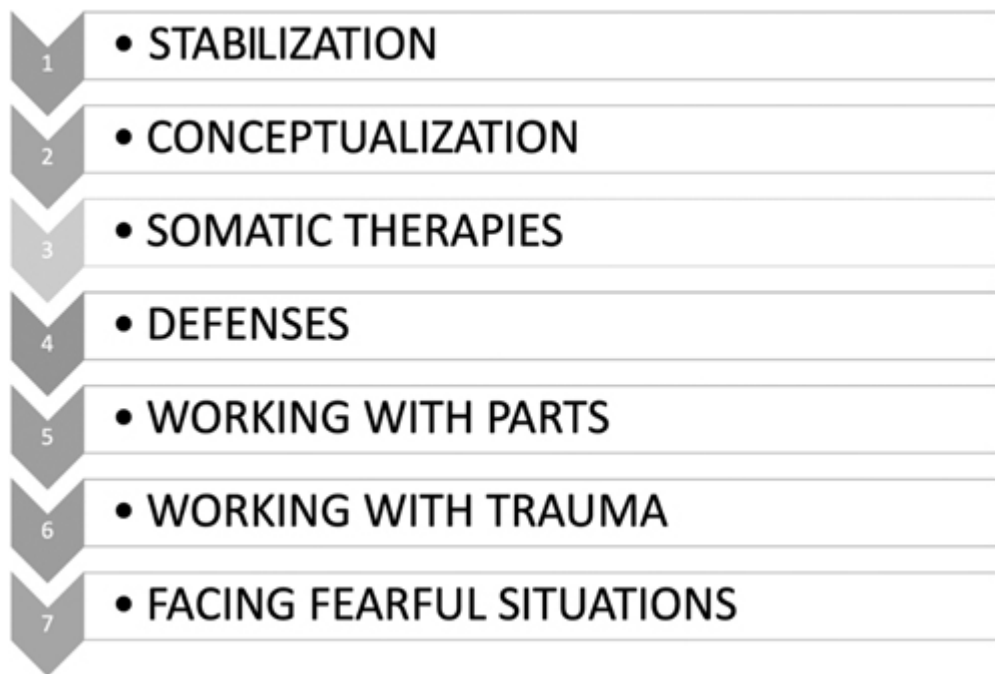 1 • STABILIZATION
2 • CONCEPTUALIZATION
3 • SOMATIC THERAPIES
4 • DEFENSES
5 • WORKING WITH PARTS
6 • WORKING WITH TRAUMA
7 • FACING FEARFUL SITUATIONS